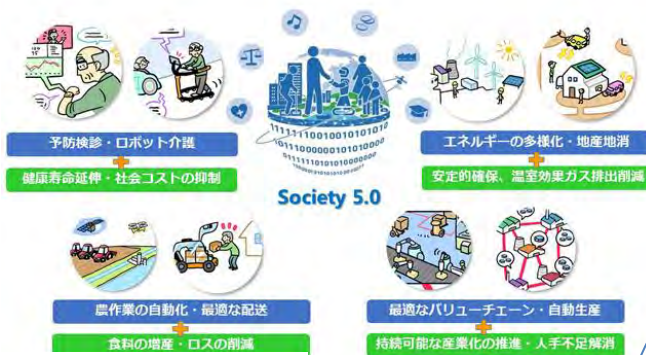 予防検診・ロボット介護
健康寿命延伸・社会コストの抑制
エネルギーの多様化・地産地消
安定的確保、温室効果ガス排出削減
Society 5.0
農作業の自動化・最適な配送
食料の増産・ロスの削減
最適なバリューチェーン・自動生産
持続可能な産業化の推進・人手不足解消